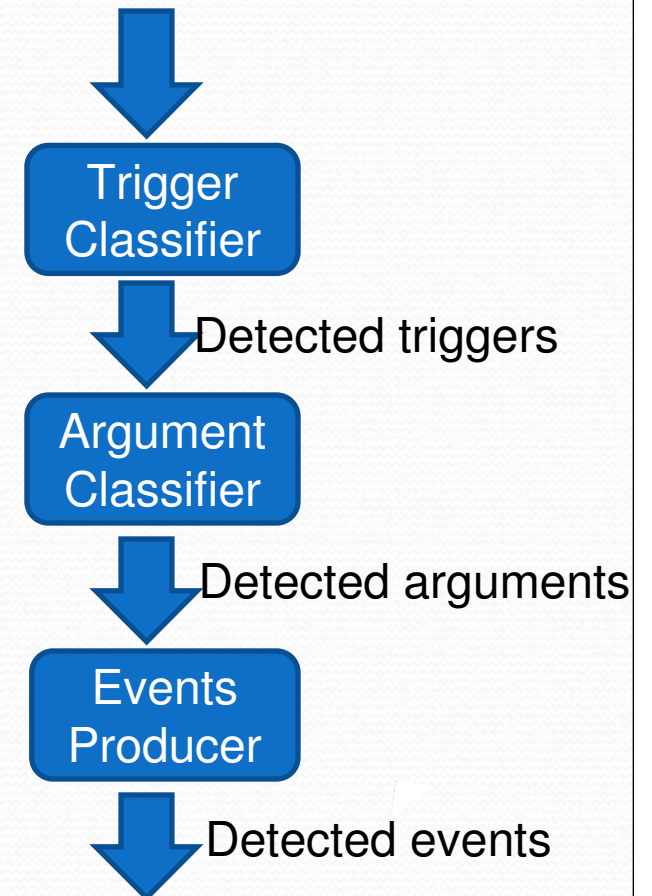 Trigger
Classifier
Detected triggers
Argument
Classifier
Detected arguments
Events
Producer
Detected events